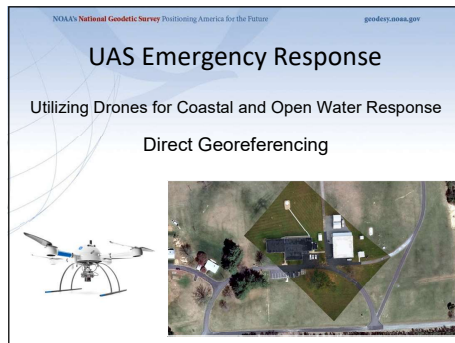 NOAA's National Geodetic Survey Positioning America for the Future geodesy.noaa.gov
UAS Emergency Response
Utilizing Drones for Coastal and Open Water Response
Direct Georeferencing